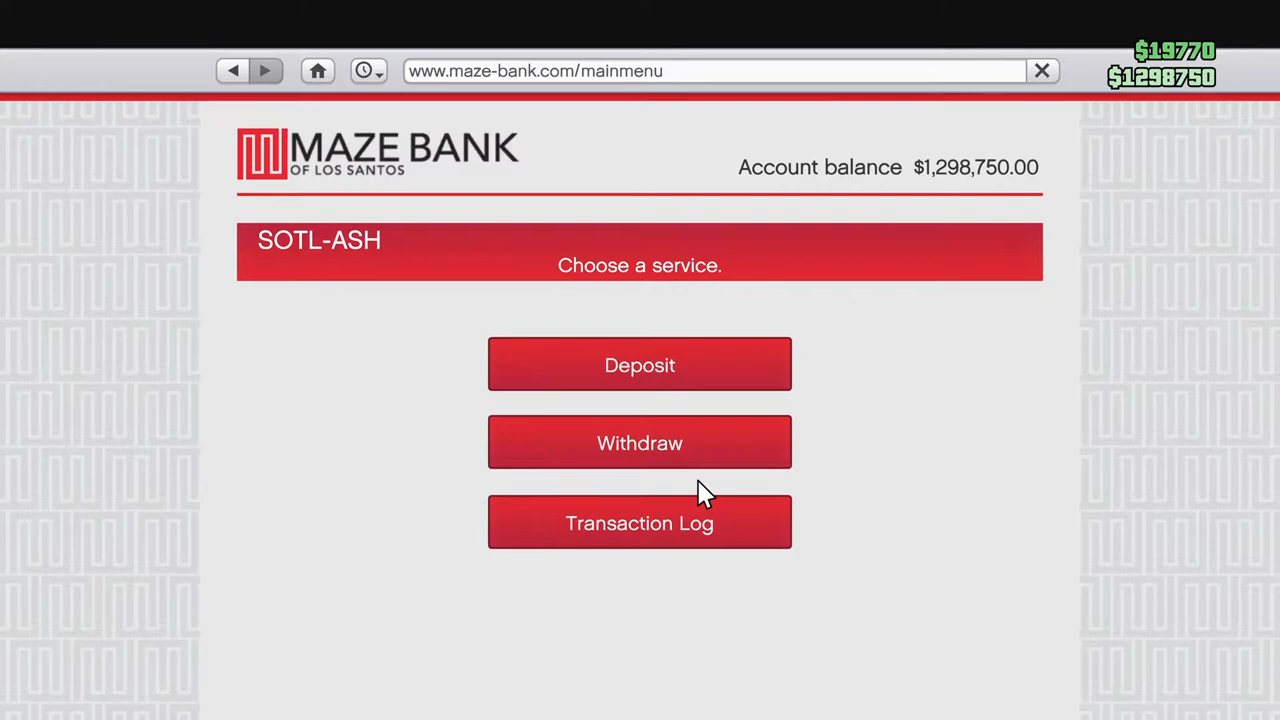 $19770
www.maze-bank.com/mainmenu
$1298750
MAZE BANK
OF LOS SANTOS
Account balance $1,298,750.00
SOTL-ASH
Choose a service.
Deposit
Withdraw
Transaction Log